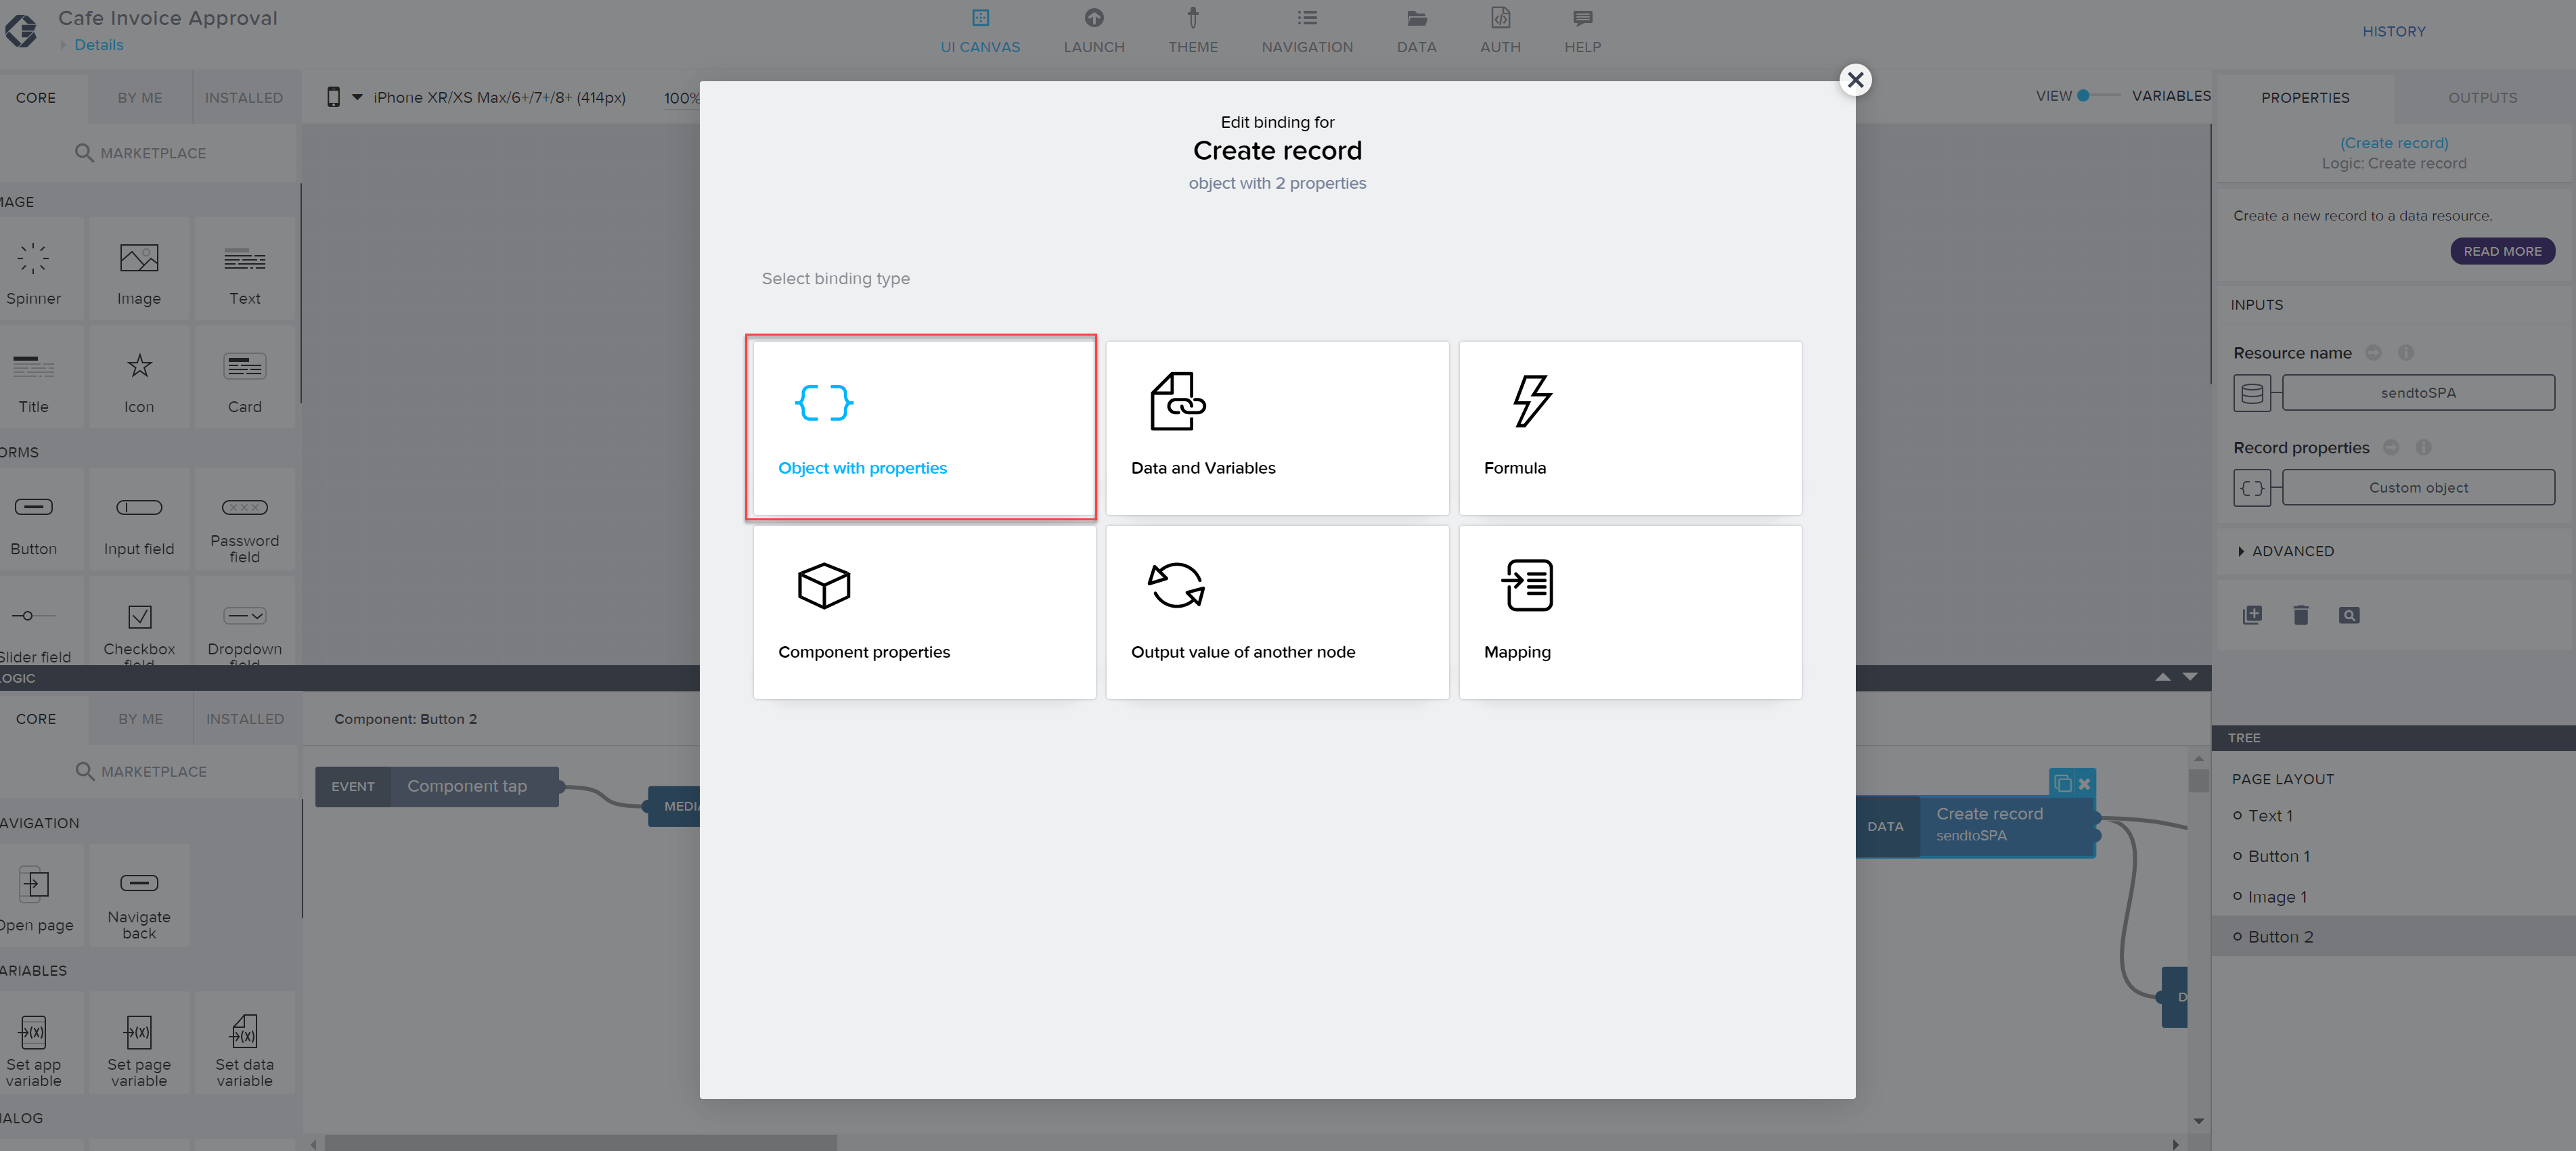 Cafe Invoice Approval
Details
UI CANVAS
LAUNCH
THEME
NAVIGATION
DATA
AUTH
HELP
HISTORY
CORE
BY ME
INSTALLED
iPhone XR/XS Max/6+/7+/8+ (414px)
100%
VIEW
VARIABLES
PROPERTIES
OUTPUTS
MARKETPLACE
MAGE
Spinner
Image
Text
Title
Icon
Card
ORMS
Button
Input field
Password
field
Slider field
Checkbox
field
Dropdown
field
Edit binding for
Create record
object with 2 properties
Select binding type
Object with properties
Data and Variables
Formula
Component properties
Output value of another node
Mapping
(Create record)
Logic: Create record
Create a new record to a data resource.
READ MORE
INPUTS
Resource name
sendtoSPA
Record properties
Custom object
ADVANCED
LOGIC
CORE
BY ME
INSTALLED
Component: Button 2
MARKETPLACE
EVENT
Component tap
MEDIA
DATA
Create record
sendtoSPA
D
AVIGATION
Open page
Navigate
back
ARIABLES
Set app
variable
Set page
variable
Set data
variable
IALOG
TREE
PAGE LAYOUT
Text 1
Button 1
Image 1
Button 2